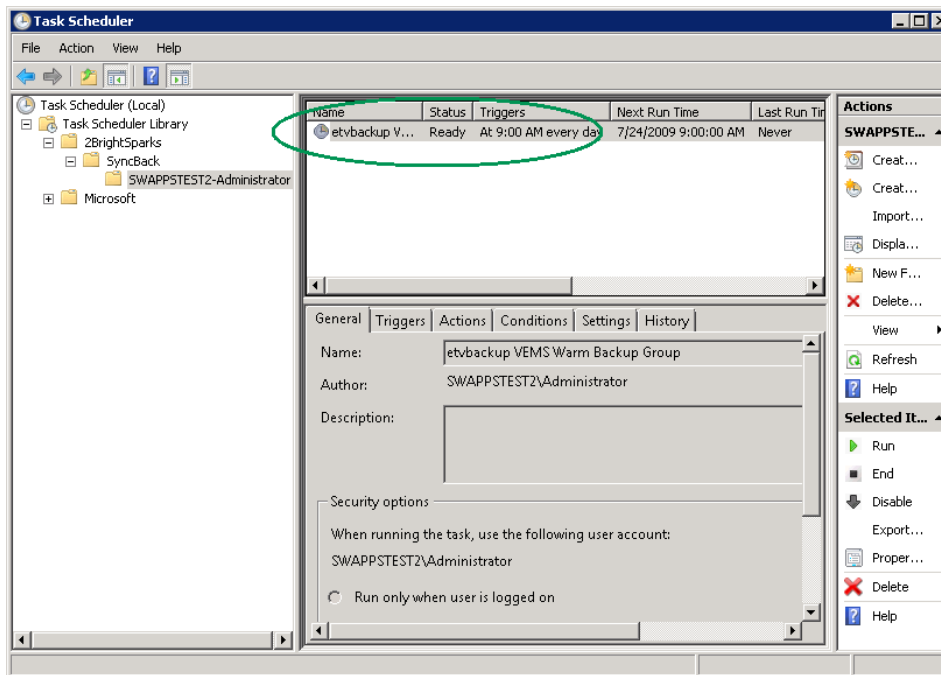 Task Scheduler
File Action View Help
Task Scheduler (Local)
Task Scheduler Library
2BrightSparks
SyncBack
SWAPPSTEST2-Administrator
Microsoft
Name Status Triggers Next Run Time Last Run Tir
etvbackup V... Ready At 9:00 AM every day 7/24/2009 9:00:00 AM Never
General Triggers Actions Conditions Settings History
Name: etvbackup VEMS Warm Backup Group
Author: SWAPPSTEST2\Administrator
Description:
Security options
When running the task, use the following user account:
SWAPPSTEST2\Administrator
Run only when user is logged on
Actions
SWAPPSTE...
Creat...
Creat...
Import...
Displa...
New F...
Delete...
View
Refresh
Help
Selected It...
Run
End
Disable
Export...
Proper...
Delete
Help